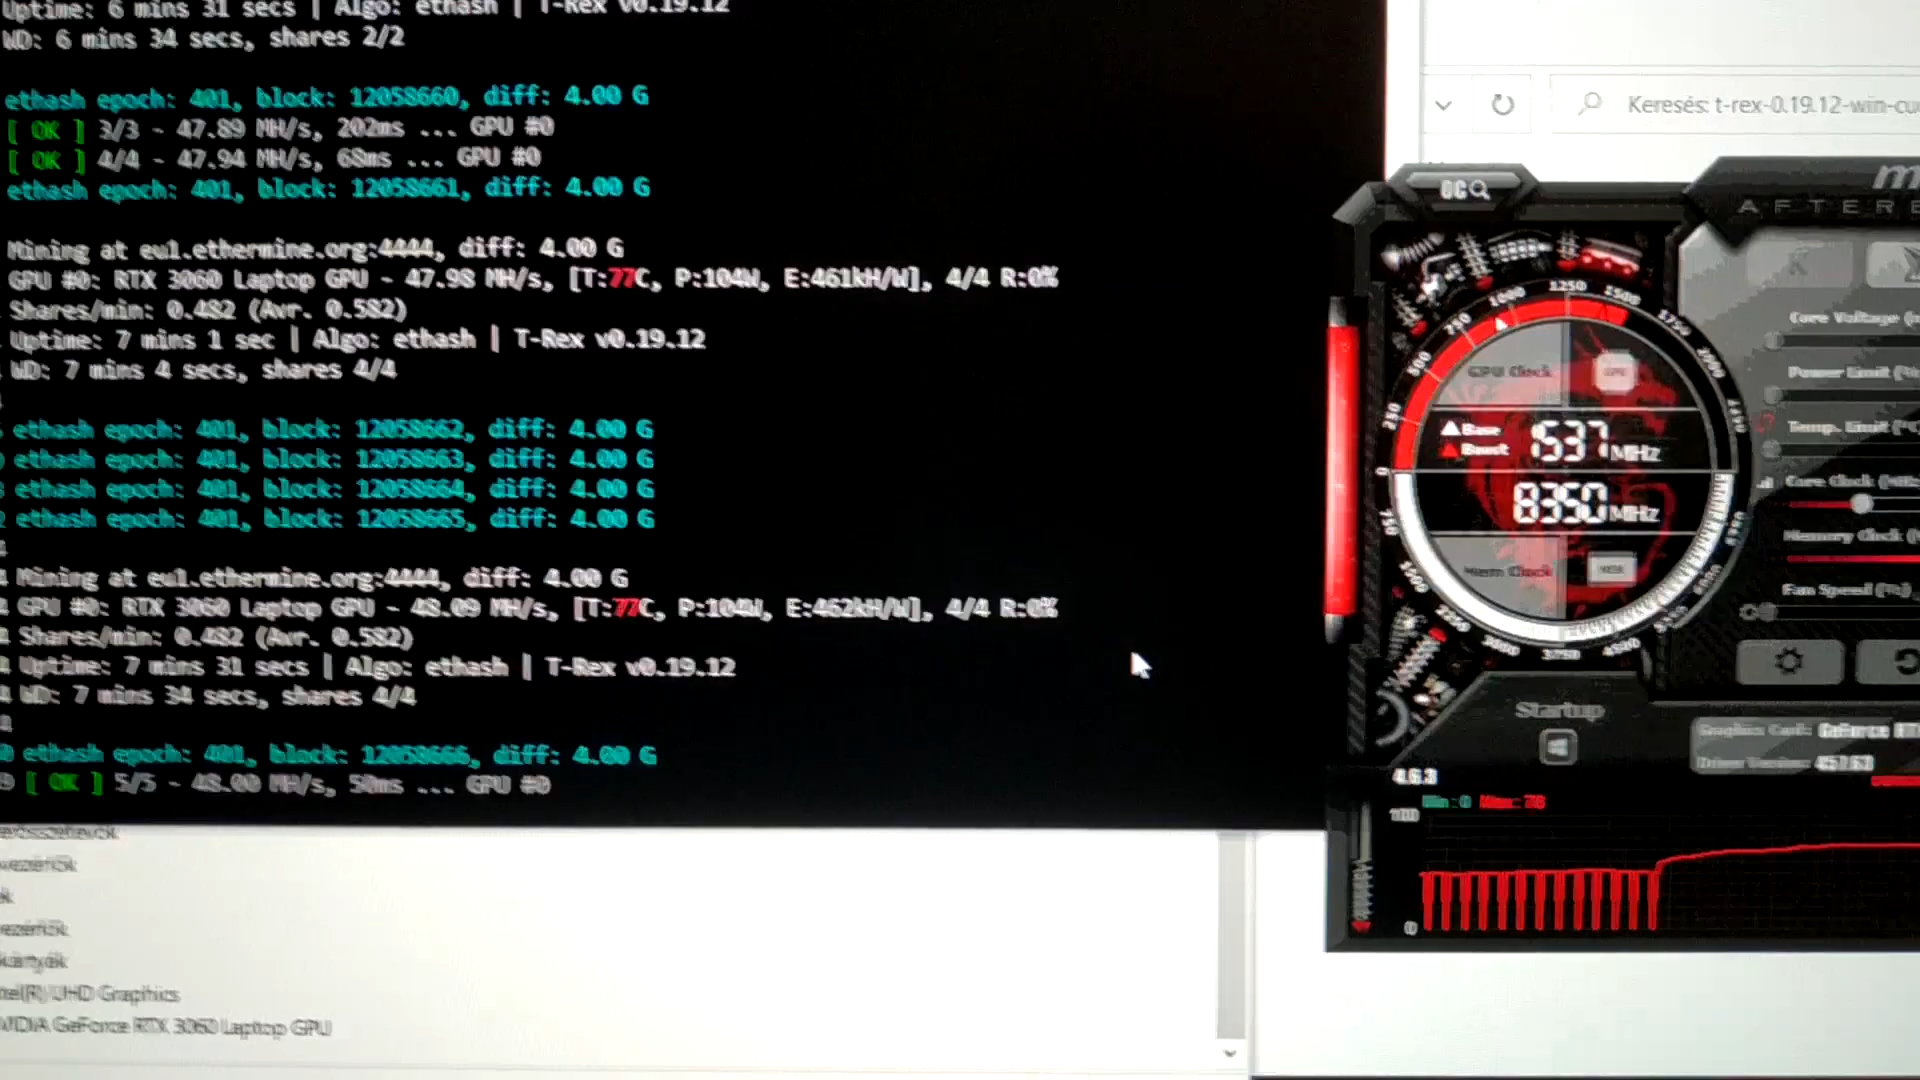 Uptime: 6 mins 31 secs | Algo: ethash | T-Rex v0.19.12
WD: 6 mins 34 secs, shares 2/2
ethash epoch: 401, block: 12058660, diff: 4.00 G
[ OK ] 3/3 - 47.89 MH/s, 202ms ... GPU #0
[ OK ] 4/4 - 47.94 MH/s, 68ms ... GPU #0
ethash epoch: 401, block: 12058661, diff: 4.00 G
Mining at eu1.ethermine.org:4444, diff: 4.00 G
GPU #0: RTX 3060 Laptop GPU - 47.98 MH/s, [T:77C, P:104W, E:461kH/W], 4/4 R:0%
Shares/min: 0.482 (Avr. 0.582)
Uptime: 7 mins 1 sec | Algo: ethash | T-Rex v0.19.12
WD: 7 mins 4 secs, shares 4/4
ethash epoch: 401, block: 12058662, diff: 4.00 G
ethash epoch: 401, block: 12058663, diff: 4.00 G
ethash epoch: 401, block: 12058664, diff: 4.00 G
ethash epoch: 401, block: 12058665, diff: 4.00 G
Mining at eu1.ethermine.org:4444, diff: 4.00 G
GPU #0: RTX 3060 Laptop GPU - 48.09 MH/s, [T:77C, P:104W, E:462kH/W], 4/4 R:0%
Shares/min: 0.482 (Avr. 0.582)
Uptime: 7 mins 31 secs | Algo: ethash | T-Rex v0.19.12
WD: 7 mins 34 secs, shares 4/4
ethash epoch: 401, block: 12058666, diff: 4.00 G
[ OK ] 5/5 - 48.00 MH/s, 50ms ... GPU #0
UHD Graphics
GeForce RTX 3060 Laptop GPU
Keresés: t-rex-0.19.12-win-cu
OC
AFTERB
0 250 500 750 1000 1250 1500 1750 2000
GPU Clock
Base
Boost
1537 MHz
8350 MHz
Mem Clock
Core Voltage
Power Limit
Temp. Limit
Core Clock
Memory Clock
Fan Speed
Startup
Graphics Card: GeForce
Driver Version: 457.63
4.6.3
Min: 0 Max: 78
100
0